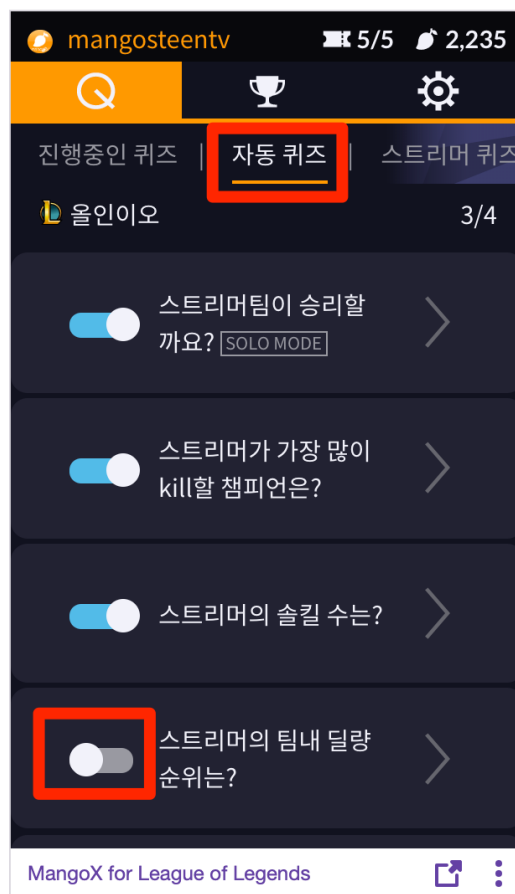 mangosteentv 5/5 2,235
진행중인 퀴즈 | 자동 퀴즈 | 스트리머 퀴즈
올인이오 3/4
스트리머팀이 승리할
까요? SOLO MODE
스트리머가 가장 많이
kill할 챔피언은?
스트리머의 솔킬 수는?
스트리머의 팀내 딜량
순위는?
MangoX for League of Legends